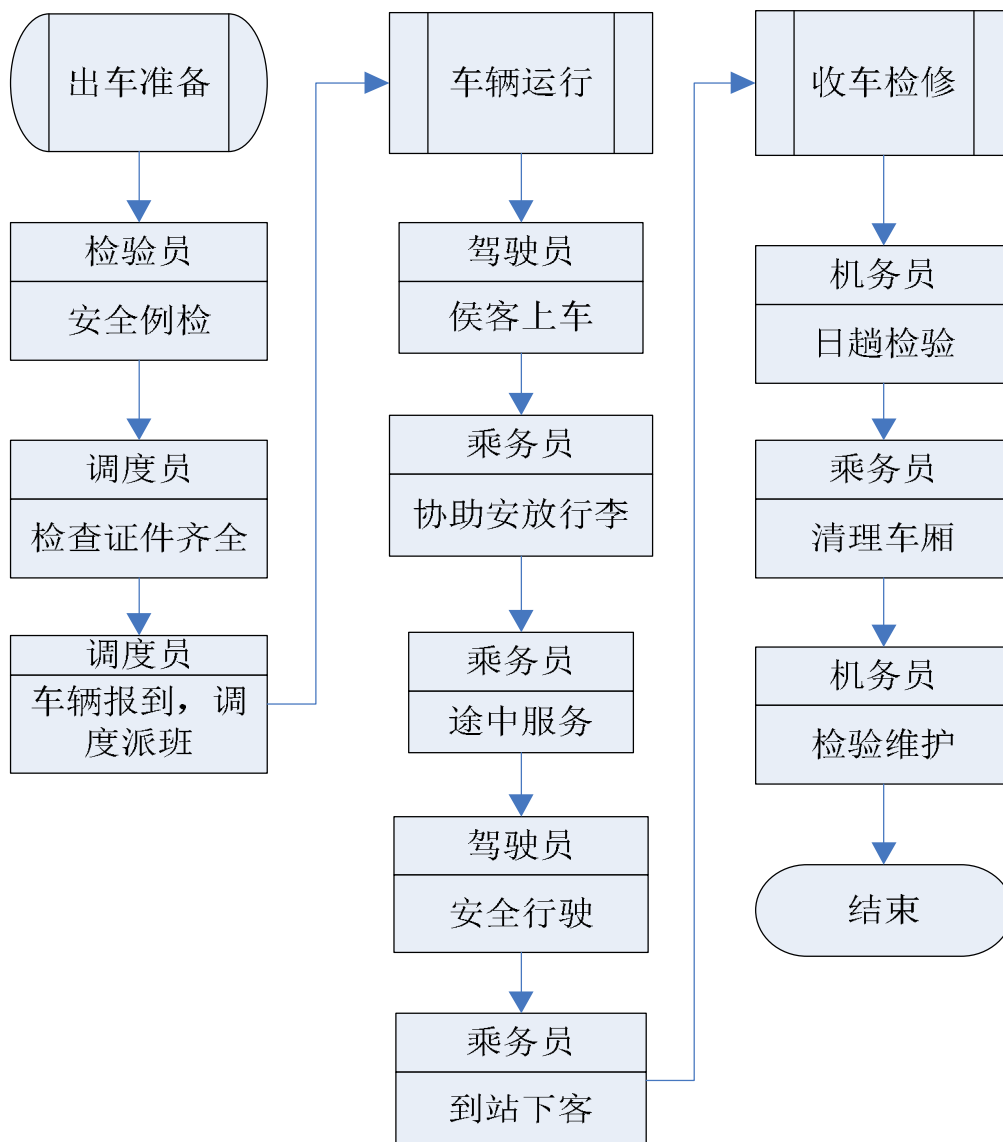 出车准备
检验员
安全例检
调度员
检查证件齐全
调度员
车辆报到，调
度派班
车辆运行
驾驶员
侯客上车
乘务员
协助安放行李
乘务员
途中服务
驾驶员
安全行驶
乘务员
到站下客
收车检修
机务员
日趟检验
乘务员
清理车厢
机务员
检验维护
结束